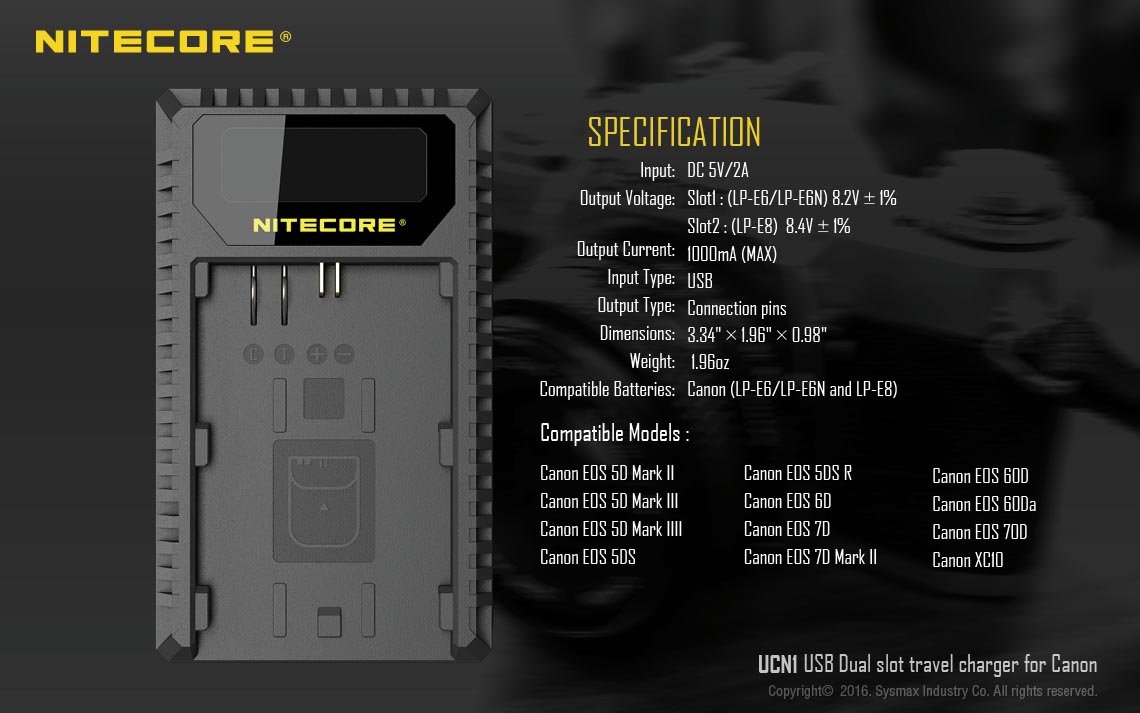 NITECORE®
NITECORE®
C T + −
SPECIFICATION
Input: DC 5V/2A
Output Voltage: Slot1 : (LP-E6/LP-E6N) 8.2V ± 1%
Slot2 : (LP-E8) 8.4V ± 1%
Output Current: 1000mA (MAX)
Input Type: USB
Output Type: Connection pins
Dimensions: 3.34" × 1.96" × 0.98"
Weight: 1.96oz
Compatible Batteries: Canon (LP-E6/LP-E6N and LP-E8)
Compatible Models :
Canon EOS 5D Mark II
Canon EOS 5D Mark III
Canon EOS 5D Mark IIII
Canon EOS 5DS
Canon EOS 5DS R
Canon EOS 6D
Canon EOS 7D
Canon EOS 7D Mark II
Canon EOS 60D
Canon EOS 60Da
Canon EOS 70D
Canon XC10
UCN1 USB Dual slot travel charger for Canon
Copyright© 2016. Sysmax Industry Co. All rights reserved.